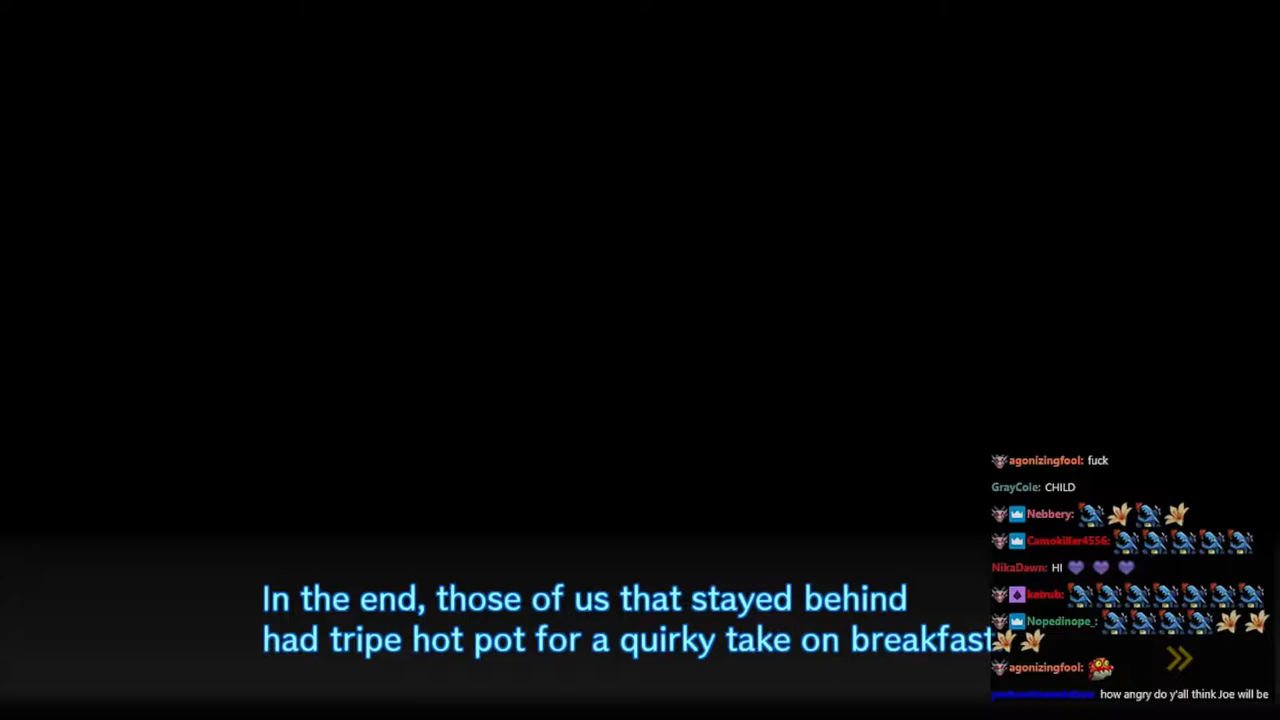 agonizingfool: fuck
GrayCole: CHILD
Nebbery:
Camokiller4556:
NikaDawn: HI
ketrub:
In the end, those of us that stayed behind
Nopedinope_:
had tripe hot pot for a quirky take on breakfast
agonizingfool:
how angry do y'all think Joe will be